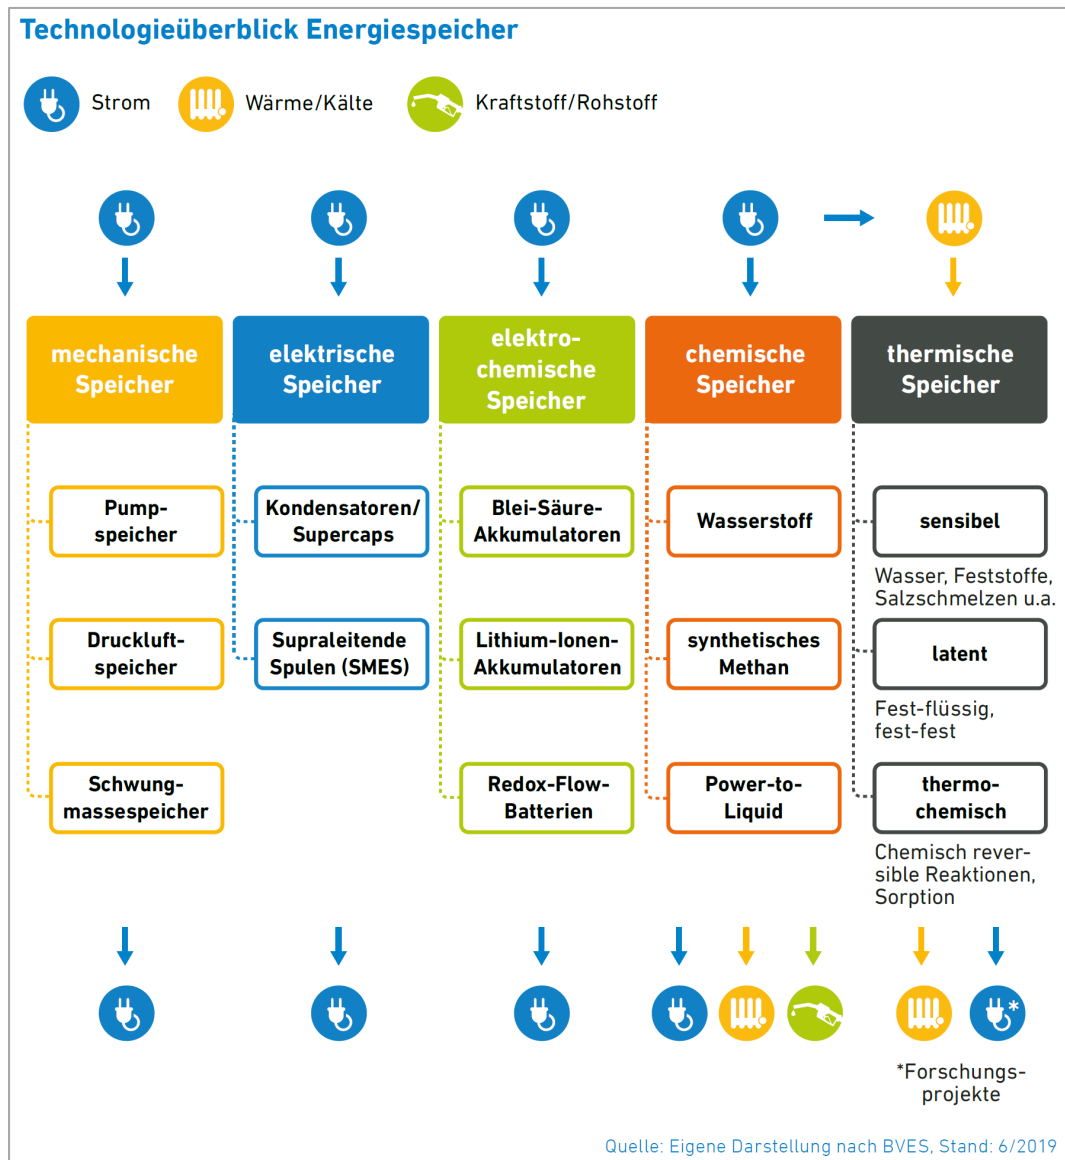 Technologieüberblick Energiespeicher
Strom
Wärme/Kälte
Kraftstoff/Rohstoff
mechanische
Speicher
elektrische
Speicher
elektro-
chemische
Speicher
chemische
Speicher
thermische
Speicher
Pump-
speicher
Kondensatoren/
Supercaps
Blei-Säure-
Akkumulatoren
Wasserstoff
sensibel
Wasser, Feststoffe,
Salzschmelzen u.a.
Druckluft-
speicher
Supraleitende
Spulen (SMES)
Lithium-Ionen-
Akkumulatoren
synthetisches
Methan
latent
Fest-flüssig,
fest-fest
Schwung-
massespeicher
Redox-Flow-
Batterien
Power-to-
Liquid
thermo-
chemisch
Chemisch rever-
sible Reaktionen,
Sorption
*
*Forschungs-
projekte
Quelle: Eigene Darstellung nach BVES, Stand: 6/2019